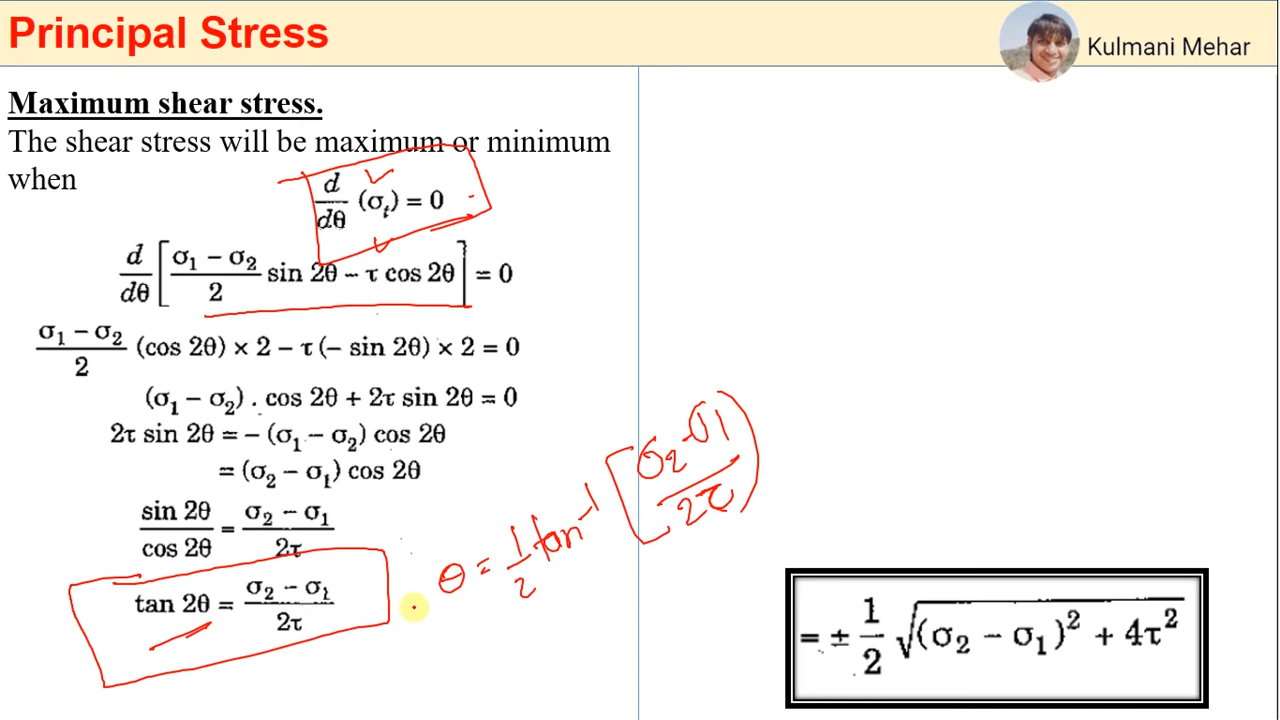 Principal Stress
Kulmani Mehar
Maximum shear stress.
The shear stress will be maximum or minimum
when
d/dθ (σₜ) = 0
d/dθ [(σ₁ − σ₂)/2 sin 2θ − τ cos 2θ] = 0
(σ₁ − σ₂)/2 (cos 2θ) × 2 − τ (− sin 2θ) × 2 = 0
(σ₁ − σ₂) . cos 2θ + 2τ sin 2θ = 0
2τ sin 2θ = − (σ₁ − σ₂) cos 2θ
= (σ₂ − σ₁) cos 2θ
sin 2θ/cos 2θ = (σ₂ − σ₁)/2τ
tan 2θ = (σ₂ − σ₁)/2τ
θ = 1/2 tan⁻¹ [(σ₂ - σ₁)/2τ)
= ± 1/2 √((σ₂ − σ₁)² + 4τ²)